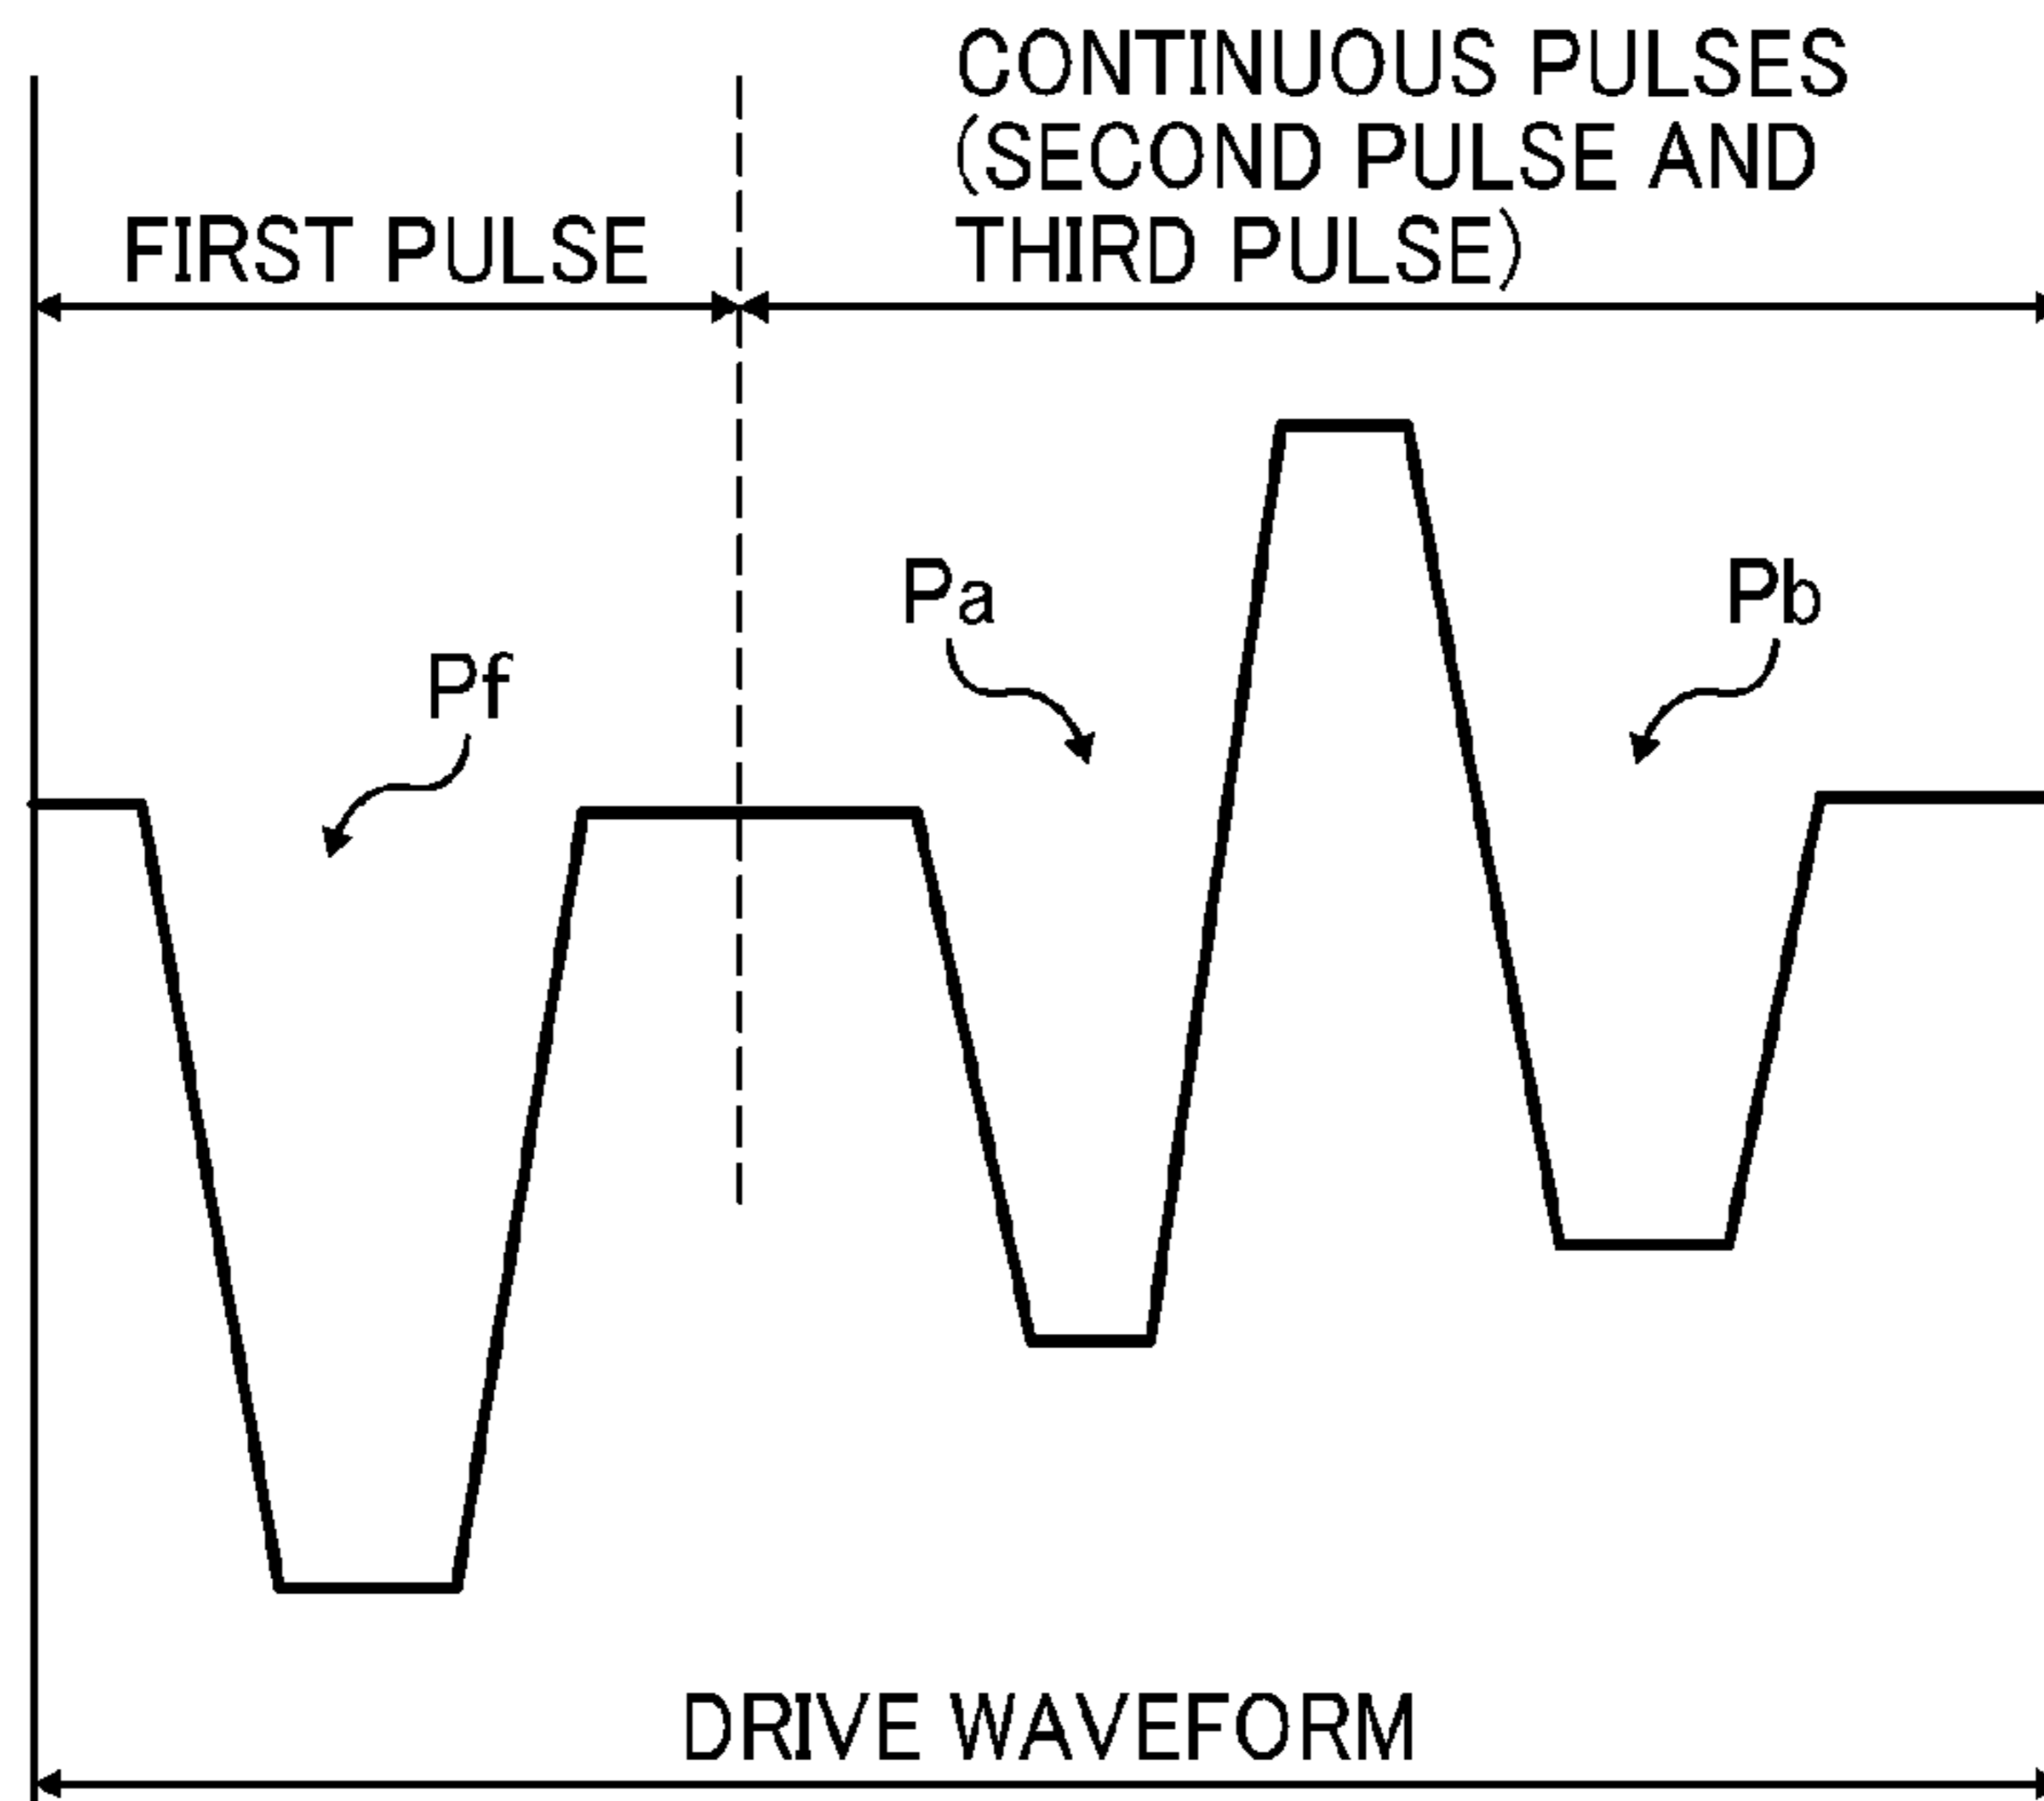 FIRST PULSE
CONTINUOUS PULSES
(SECOND PULSE AND
THIRD PULSE)
Pf
Pa
Pb
DRIVE WAVEFORM